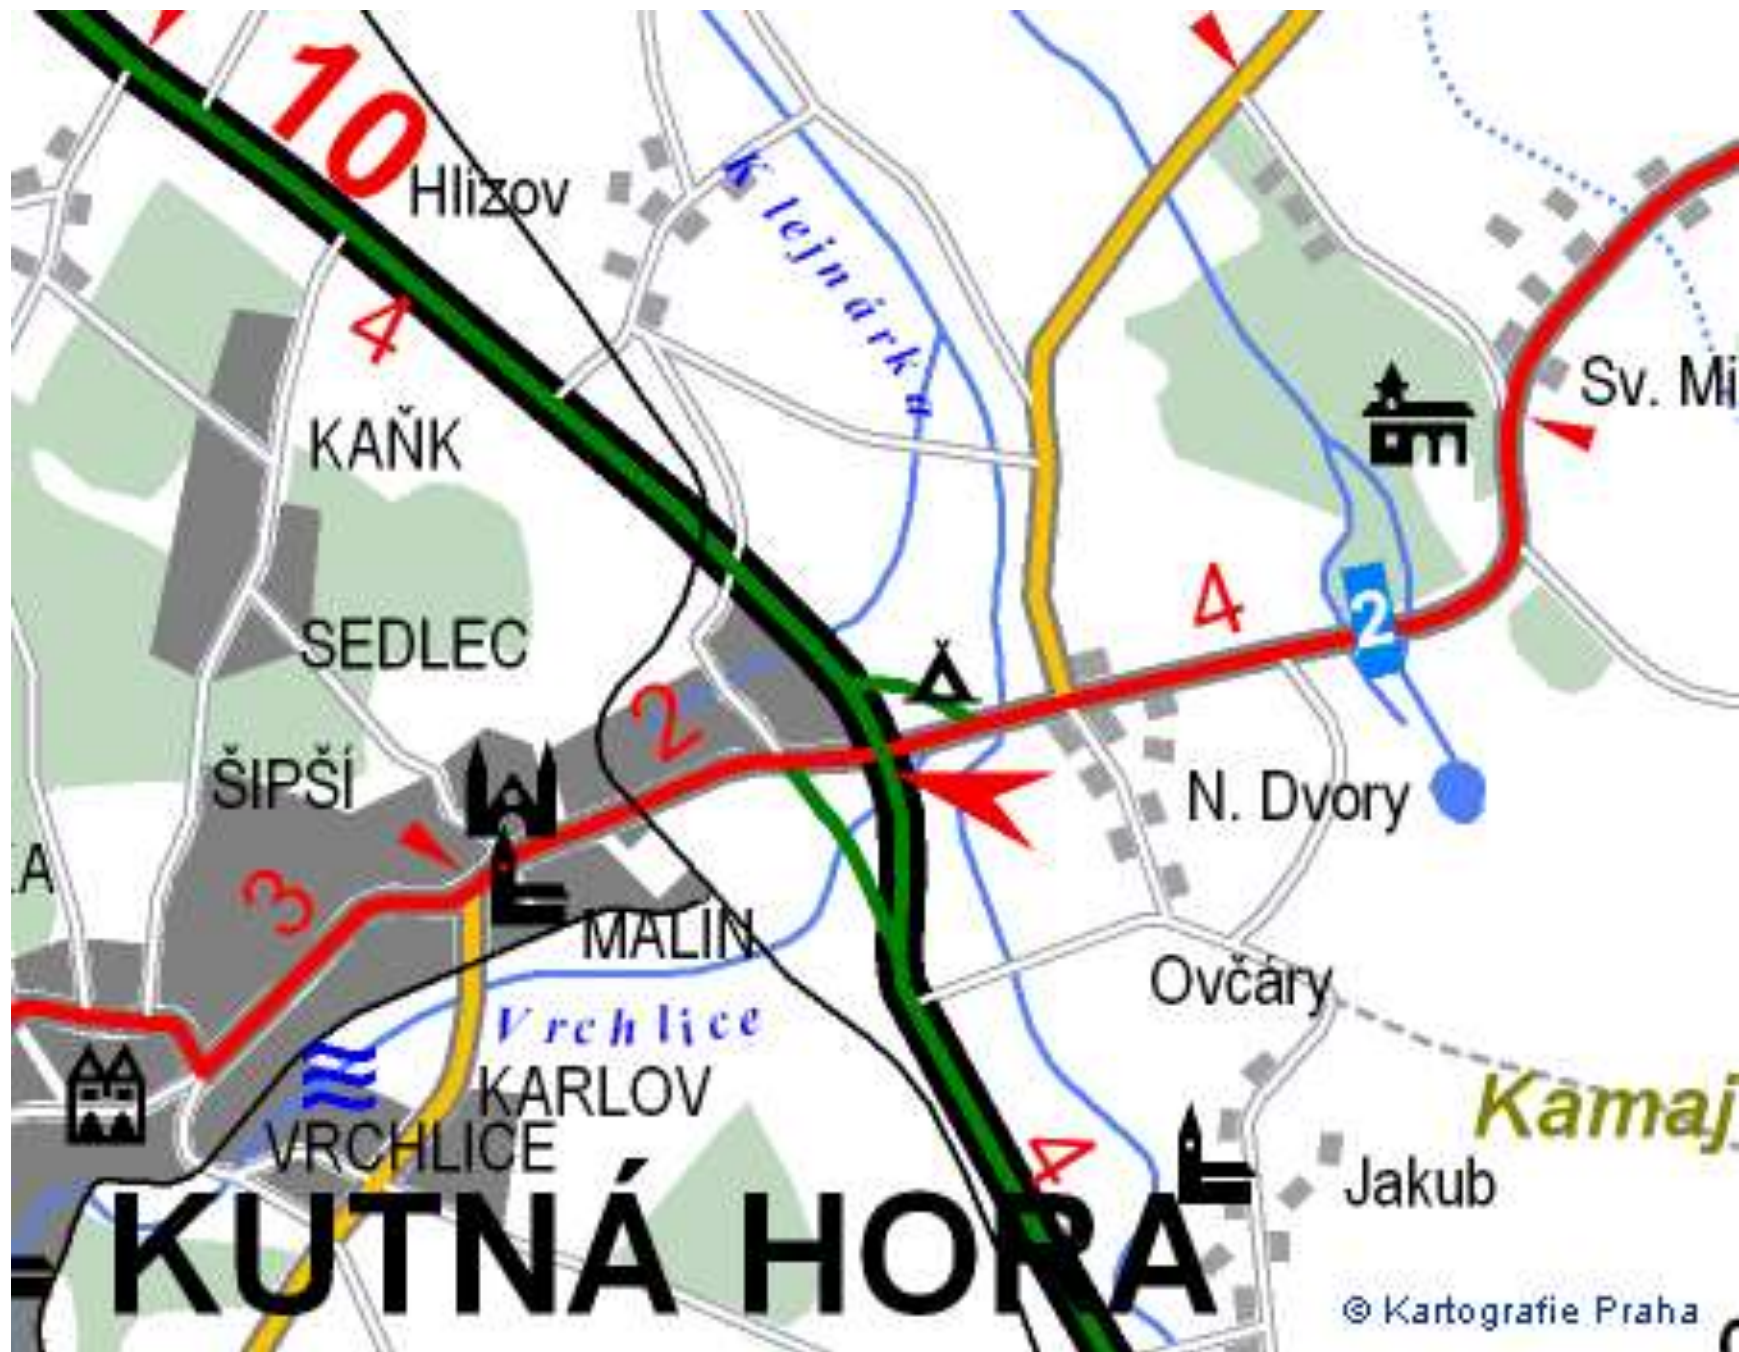 10
Hlízov
Klejnárka
4
Sv. Mi
KAŇK
4
2
SEDLEC
2
ŠIPŠÍ
N. Dvory
KA
3
MALÍN
Ovčáry
Vrchlice
KARLOV
Kamaj
VRCHLICE
4
Jakub
KUTNÁ HORA
© Kartografie Praha